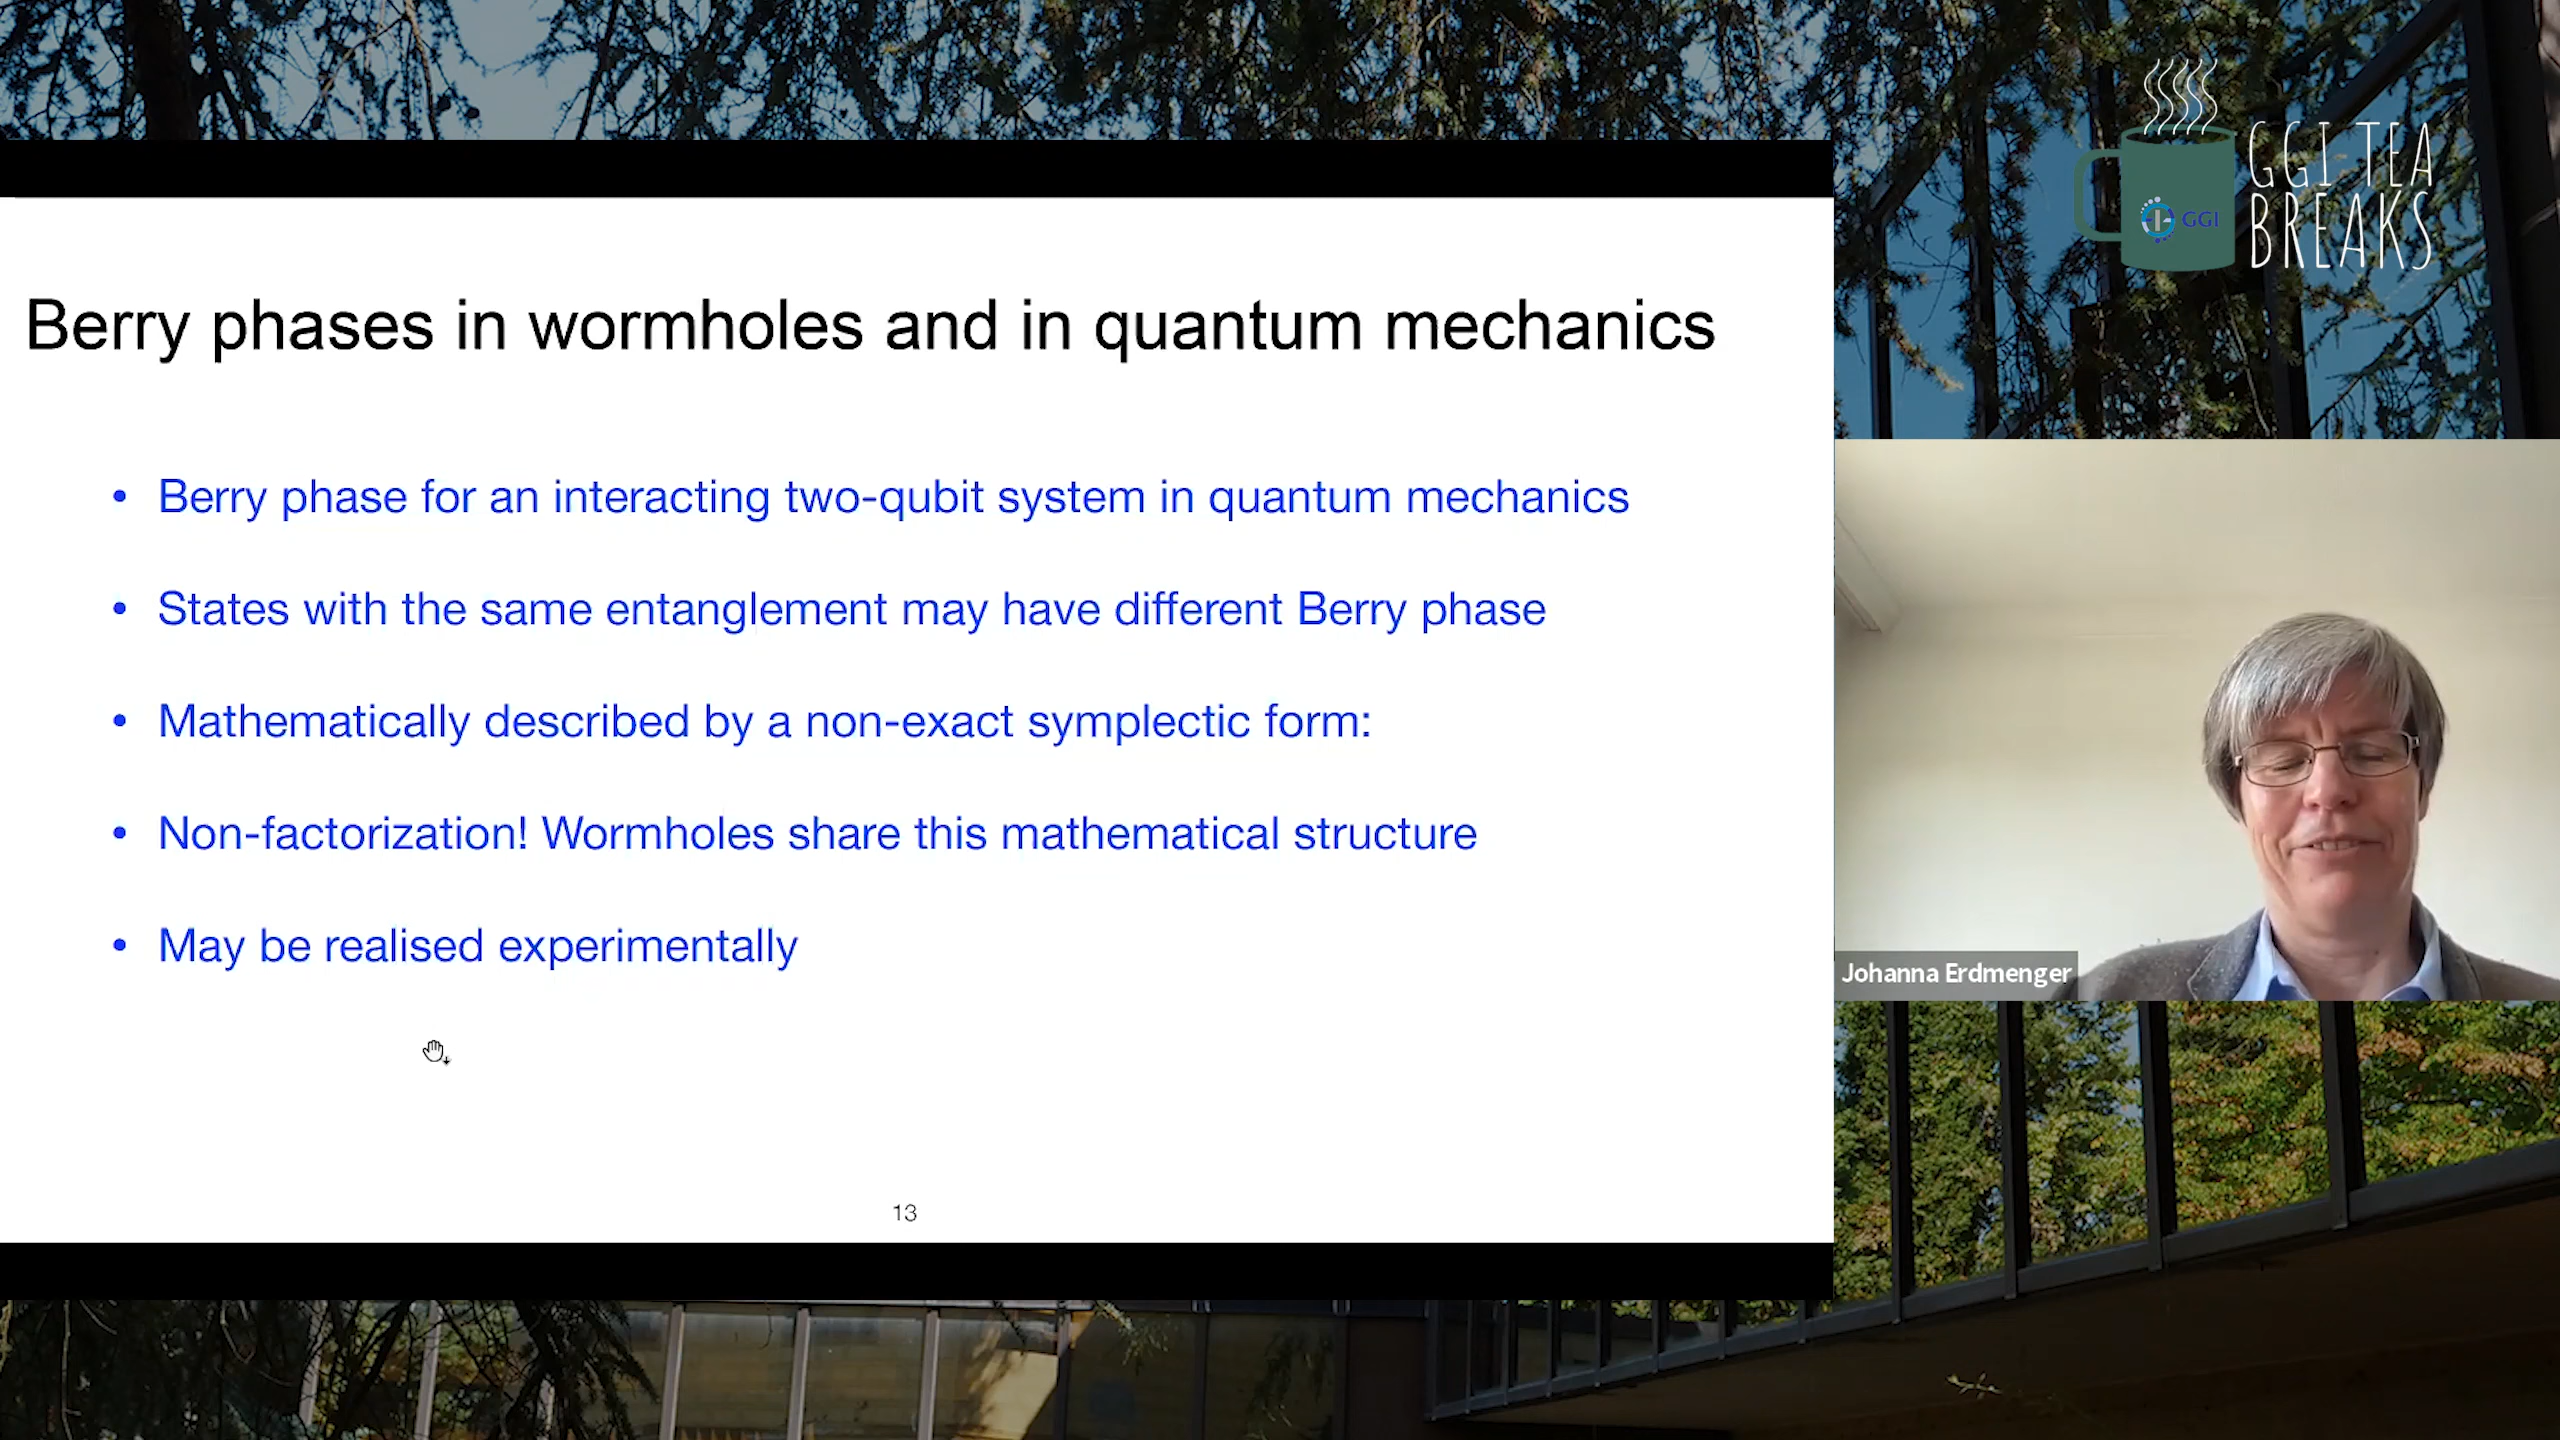 GGI TEA
BREAKS
GGI
Berry phases in wormholes and in quantum mechanics
• Berry phase for an interacting two-qubit system in quantum mechanics
• States with the same entanglement may have different Berry phase
• Mathematically described by a non-exact symplectic form:
• Non-factorization! Wormholes share this mathematical structure
• May be realised experimentally
13
Johanna Erdmenger